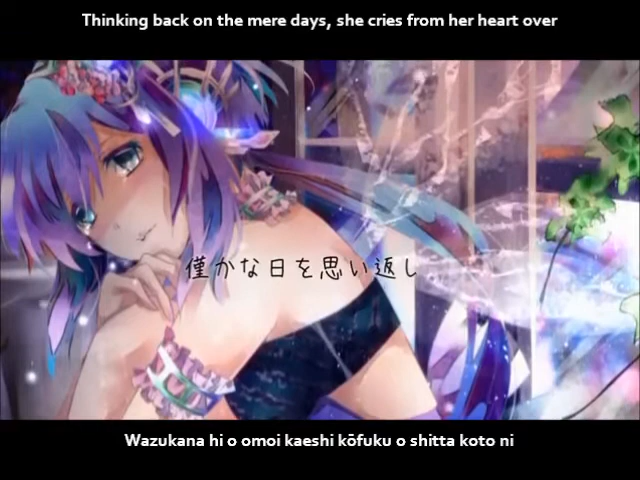 Thinking back on the mere days, she cries from her heart over
僅かな日を思い返し
Wazukana hi o omoi kaeshi kōfuku o shitta koto ni